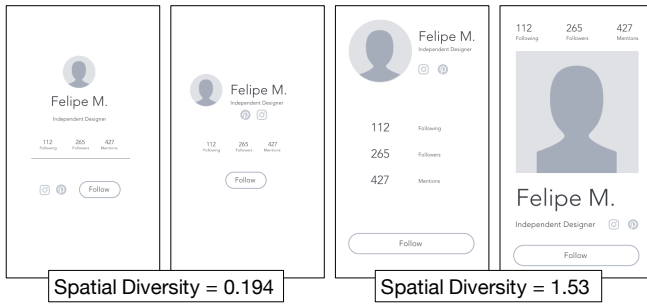 Felipe M.
Independent Designer
112 265 427
Following Followers Mentions
Follow
Felipe M.
Independent Designer
112 265 427
Following Followers Mentions
Follow
Spatial Diversity = 0.194
Felipe M.
Independent Designer
112 Following
265 Followers
427 Mentions
Follow
112 265 427
Following Followers Mentions
Felipe M.
Independent Designer
Follow
Spatial Diversity = 1.53